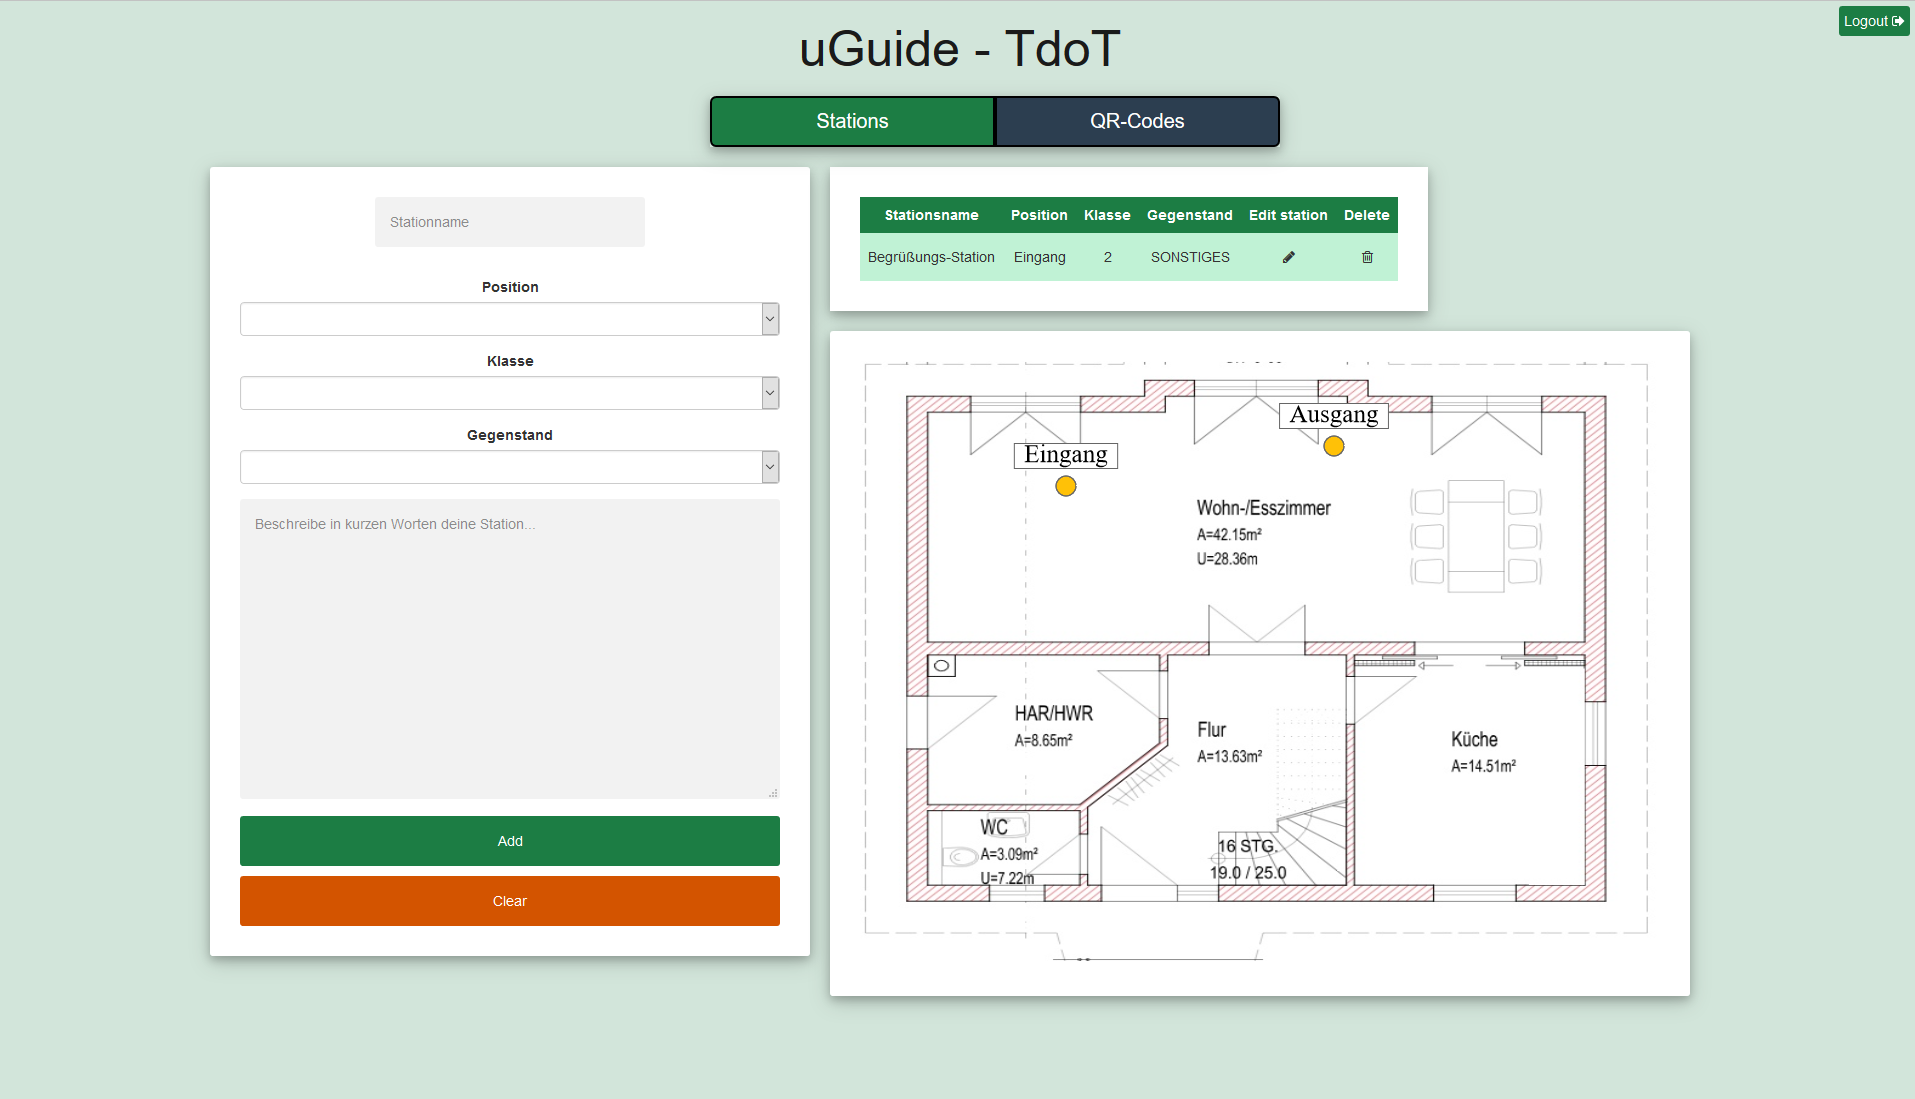 Logout
uGuide - TdoT
Stations QR-Codes
Stationname
Position
Klasse
Gegenstand
Beschreibe in kurzen Worten deine Station...
Add
Clear
Stationsname Position Klasse Gegenstand Edit station Delete
Begrüßungs-Station Eingang 2 SONSTIGES
Ausgang
Eingang
Wohn-/Esszimmer
A=42.15m²
U=28.36m
HAR/HWR
A=8.65m²
Flur
A=13.63m²
Küche
A=14.51m²
WC
A=3.09m²
U=7.22m
16 STG.
19.0 / 25.0